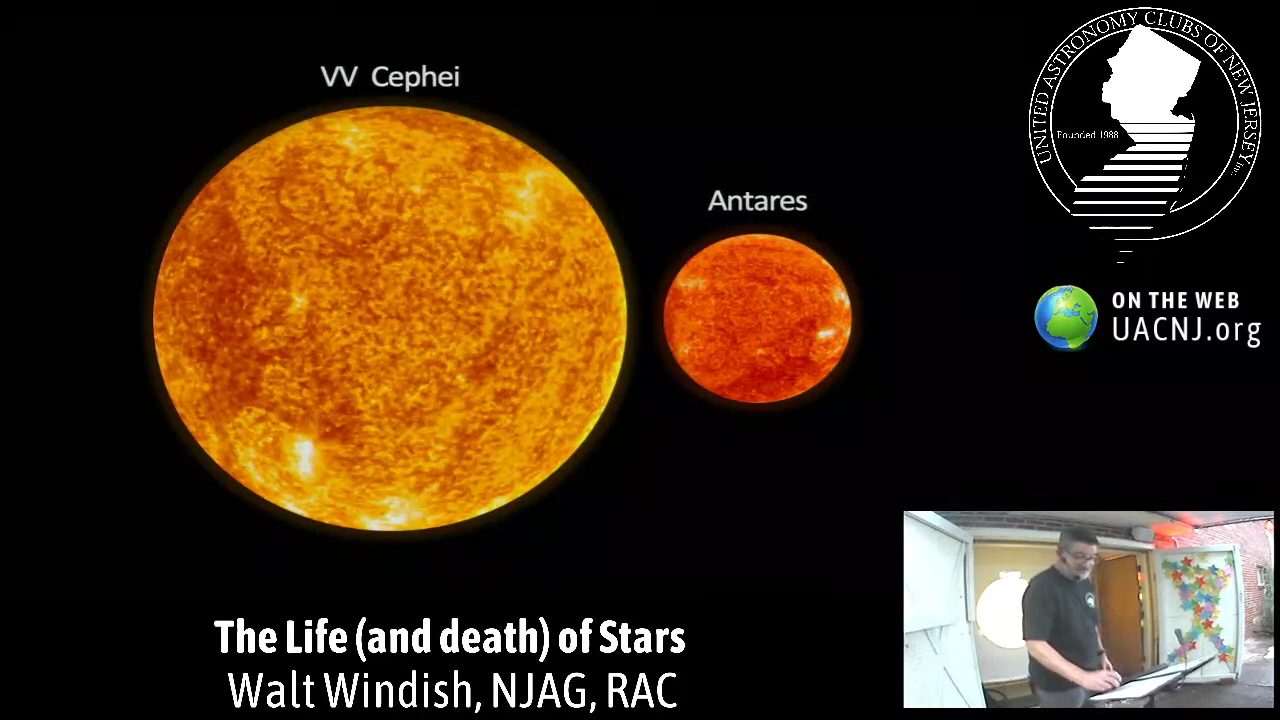 VV Cephei
Antares
UNITED ASTRONOMY CLUBS OF NEW JERSEY, Inc.
Founded 1988
ON THE WEB
UACNJ.org
The Life (and death) of Stars
Walt Windish, NJAG, RAC